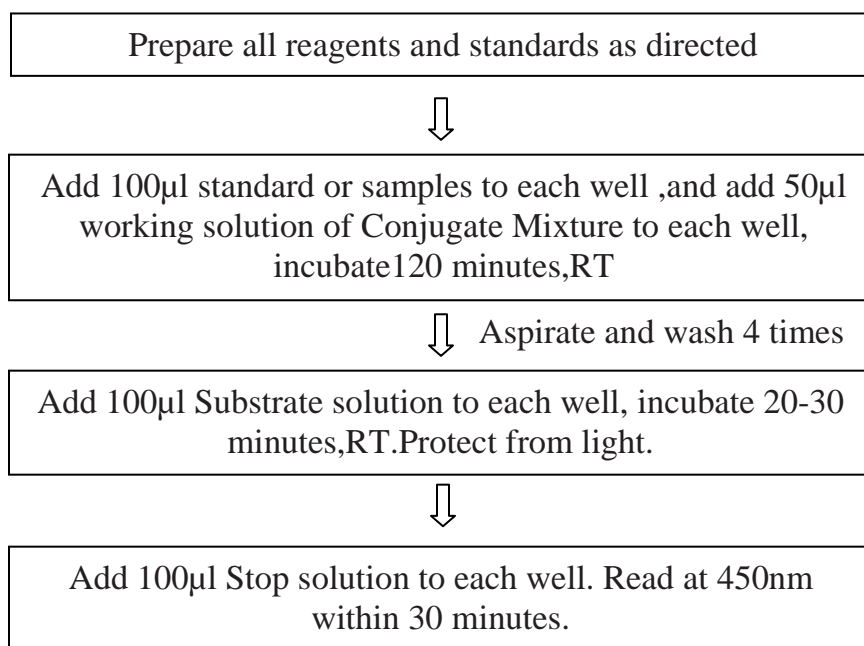 Prepare all reagents and standards as directed
Add 100µl standard or samples to each well ,and add 50µl
working solution of Conjugate Mixture to each well,
incubate120 minutes,RT
Aspirate and wash 4 times
Add 100µl Substrate solution to each well, incubate 20-30
minutes,RT.Protect from light.
Add 100µl Stop solution to each well. Read at 450nm
within 30 minutes.